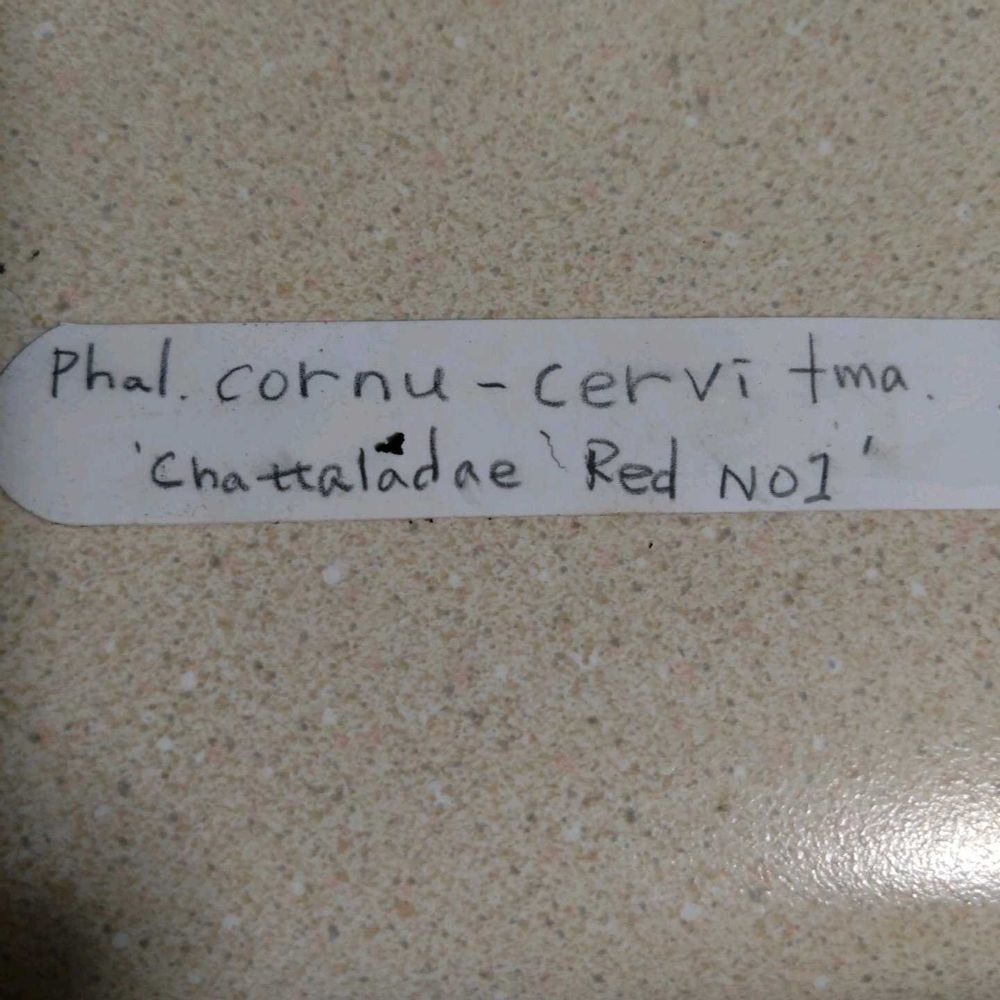 Phal. cornu - cervi fma.
'Chattaladae ` Red NO1'